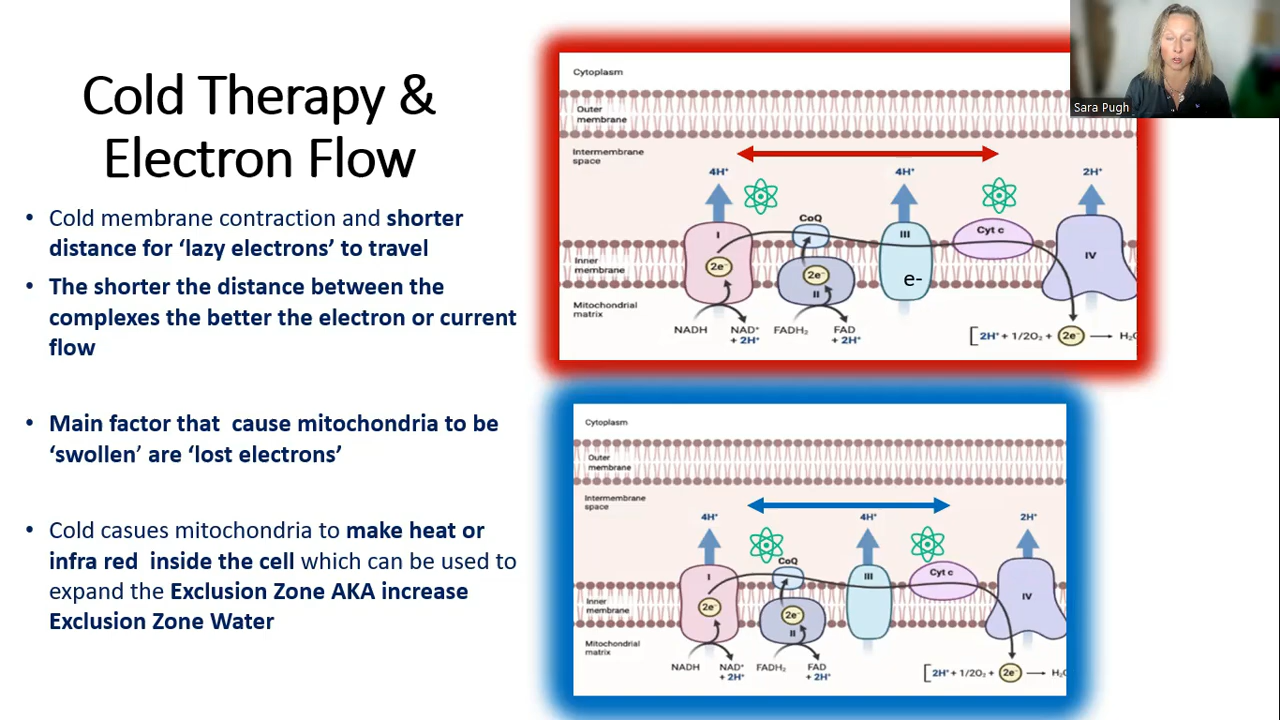 Cold Therapy &
Electron Flow
• Cold membrane contraction and shorter
distance for ‘lazy electrons’ to travel
• The shorter the distance between the
complexes the better the electron or current
flow
• Main factor that  cause mitochondria to be
‘swollen’ are ‘lost electrons’
• Cold casues mitochondria to make heat or
infra red  inside the cell which can be used to
expand the Exclusion Zone AKA increase
Exclusion Zone Water
Sara Pugh
Cytoplasm
Outer
membrane
Intermembrane
space
4H⁺ 4H⁺ 2H⁺
CoQ
I III Cyt c
IV
2e⁻ 2e⁻ e-
Inner
membrane
II
Mitochondrial
matrix
NADH NAD⁺ FADH₂ FAD
+ 2H⁺ + 2H⁺
[ 2H⁺ + 1/2O₂ + 2e⁻ → H₂
Cytoplasm
Outer
membrane
Intermembrane
space
4H⁺ 4H⁺ 2H⁺
CoQ
I III Cyt c
IV
2e⁻ 2e⁻
Inner
membrane
II
Mitochondrial
matrix
NADH NAD⁺ FADH₂ FAD
+ 2H⁺ + 2H⁺
[ 2H⁺ + 1/2O₂ + 2e⁻ → H₂